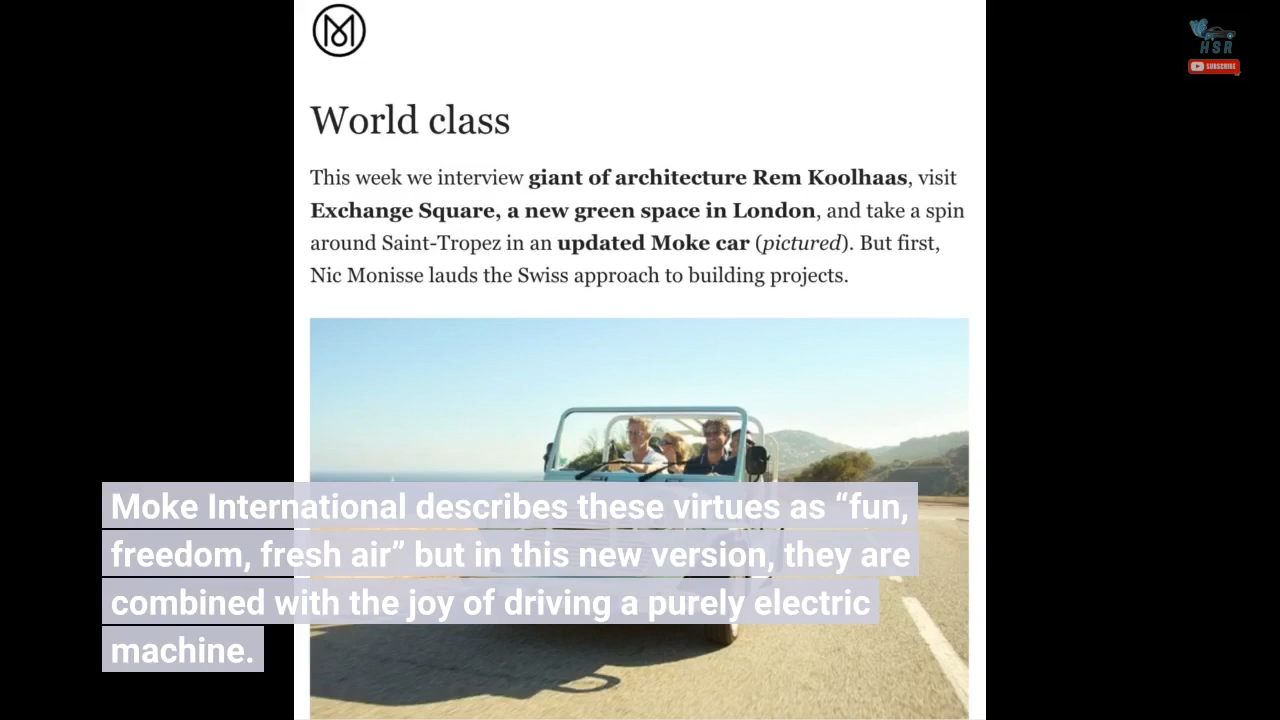 HSR
SUBSCRIBE
World class
This week we interview giant of architecture Rem Koolhaas, visit
Exchange Square, a new green space in London, and take a spin
around Saint-Tropez in an updated Moke car (pictured). But first,
Nic Monisse lauds the Swiss approach to building projects.
Moke International describes these virtues as “fun,
freedom, fresh air” but in this new version, they are
combined with the joy of driving a purely electric
machine.